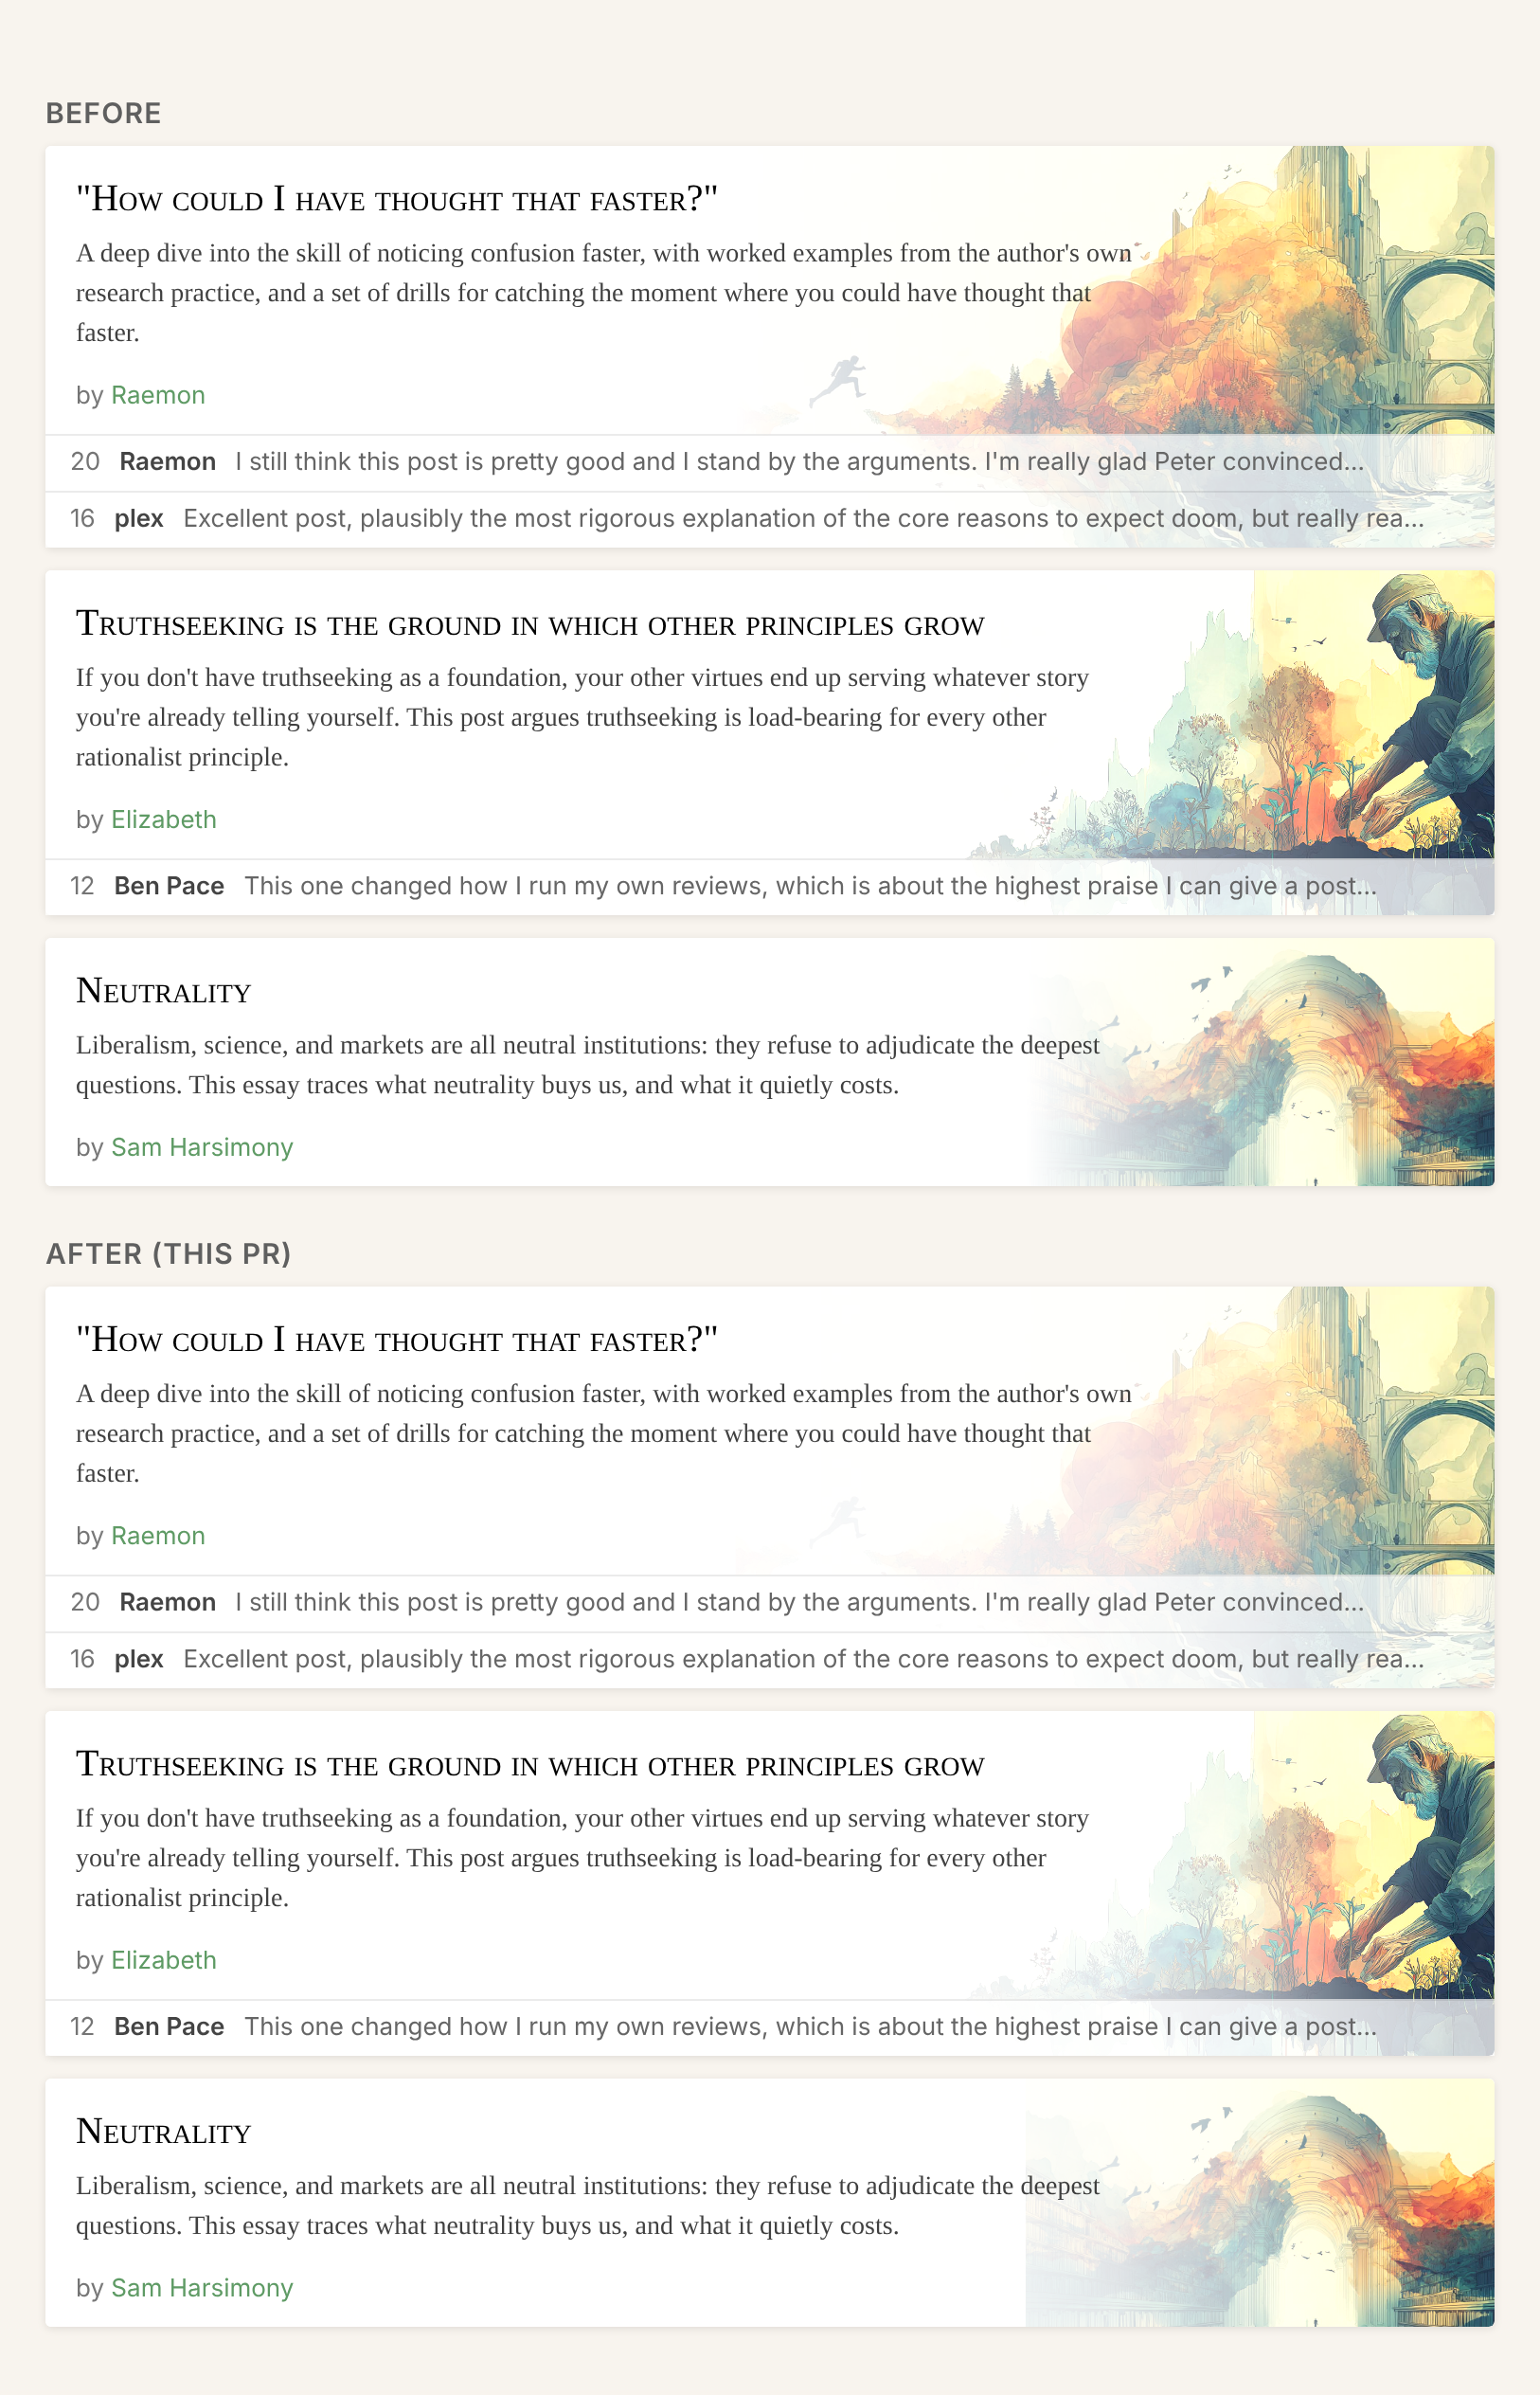 BEFORE
"How could I have thought that faster?"
A deep dive into the skill of noticing confusion faster, with worked examples from the author's own
research practice, and a set of drills for catching the moment where you could have thought that
faster.
by Raemon
20 Raemon I still think this post is pretty good and I stand by the arguments. I'm really glad Peter convinced...
16 plex Excellent post, plausibly the most rigorous explanation of the core reasons to expect doom, but really rea...
Truthseeking is the ground in which other principles grow
If you don't have truthseeking as a foundation, your other virtues end up serving whatever story
you're already telling yourself. This post argues truthseeking is load-bearing for every other
rationalist principle.
by Elizabeth
12 Ben Pace This one changed how I run my own reviews, which is about the highest praise I can give a post...
Neutrality
Liberalism, science, and markets are all neutral institutions: they refuse to adjudicate the deepest
questions. This essay traces what neutrality buys us, and what it quietly costs.
by Sam Harsimony
AFTER (THIS PR)
"How could I have thought that faster?"
A deep dive into the skill of noticing confusion faster, with worked examples from the author's own
research practice, and a set of drills for catching the moment where you could have thought that
faster.
by Raemon
20 Raemon I still think this post is pretty good and I stand by the arguments. I'm really glad Peter convinced...
16 plex Excellent post, plausibly the most rigorous explanation of the core reasons to expect doom, but really rea...
Truthseeking is the ground in which other principles grow
If you don't have truthseeking as a foundation, your other virtues end up serving whatever story
you're already telling yourself. This post argues truthseeking is load-bearing for every other
rationalist principle.
by Elizabeth
12 Ben Pace This one changed how I run my own reviews, which is about the highest praise I can give a post...
Neutrality
Liberalism, science, and markets are all neutral institutions: they refuse to adjudicate the deepest
questions. This essay traces what neutrality buys us, and what it quietly costs.
by Sam Harsimony